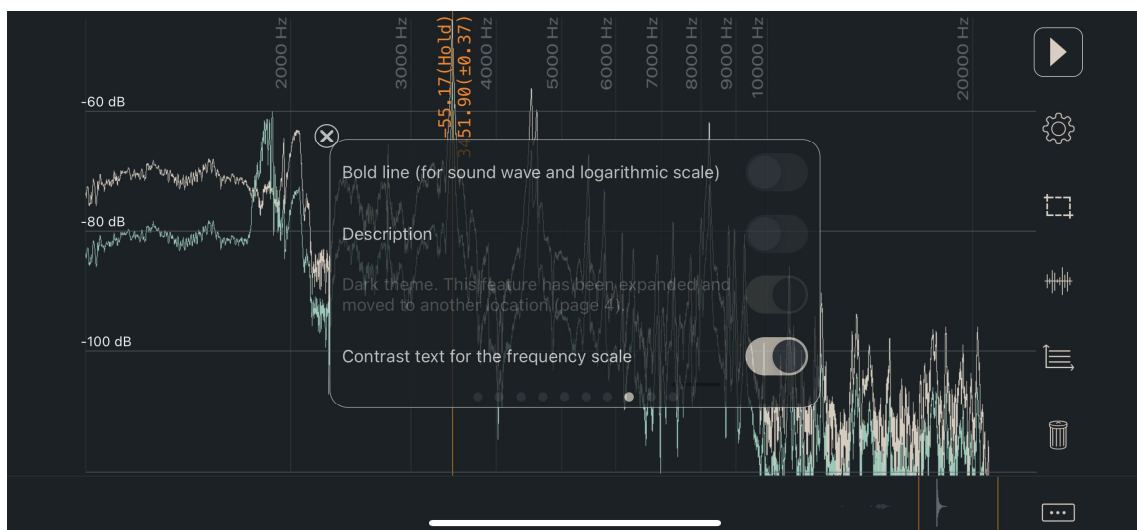 2000 Hz
3000 Hz
-55.17(Hold)
3451.90(±0.37)
4000 Hz
5000 Hz
6000 Hz
7000 Hz
8000 Hz
9000 Hz
10000 Hz
20000 Hz
-60 dB
Bold line (for sound wave and logarithmic scale)
-80 dB
Description
Dark theme. This feature has been expanded and
moved to another location (page 4).
-100 dB
Contrast text for the frequency scale